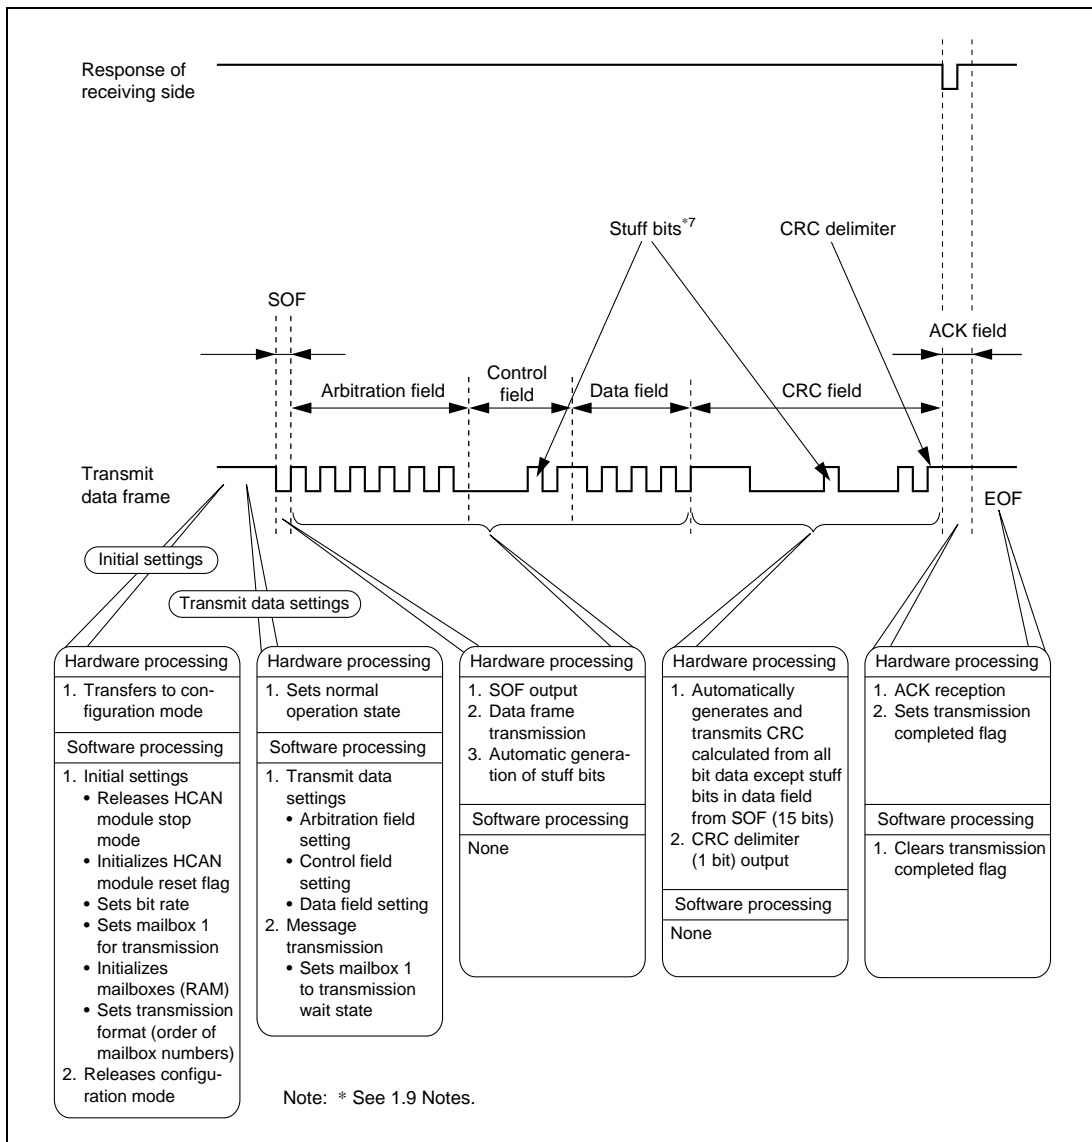 Response of
receiving side
Stuff bits*7
CRC delimiter
SOF
ACK field
Arbitration field
Control
field
Data field
CRC field
Transmit
data frame
EOF
Initial settings
Transmit data settings
Hardware processing
1. Transfers to con-
figuration mode
Software processing
1. Initial settings
• Releases HCAN
module stop
mode
• Initializes HCAN
module reset flag
• Sets bit rate
• Sets mailbox 1
for transmission
• Initializes
mailboxes (RAM)
• Sets transmission
format (order of
mailbox numbers)
2. Releases configu-
ration mode
Hardware processing
1. Sets normal
operation state
Software processing
1. Transmit data
settings
• Arbitration field
setting
• Control field
setting
• Data field setting
2. Message
transmission
• Sets mailbox 1
to transmission
wait state
Hardware processing
1. SOF output
2. Data frame
transmission
3. Automatic genera-
tion of stuff bits
Software processing
None
Hardware processing
1. Automatically
generates and
transmits CRC
calculated from all
bit data except stuff
bits in data field
from SOF (15 bits)
2. CRC delimiter
(1 bit) output
Software processing
None
Hardware processing
1. ACK reception
2. Sets transmission
completed flag
Software processing
1. Clears transmission
completed flag
Note: * See 1.9 Notes.